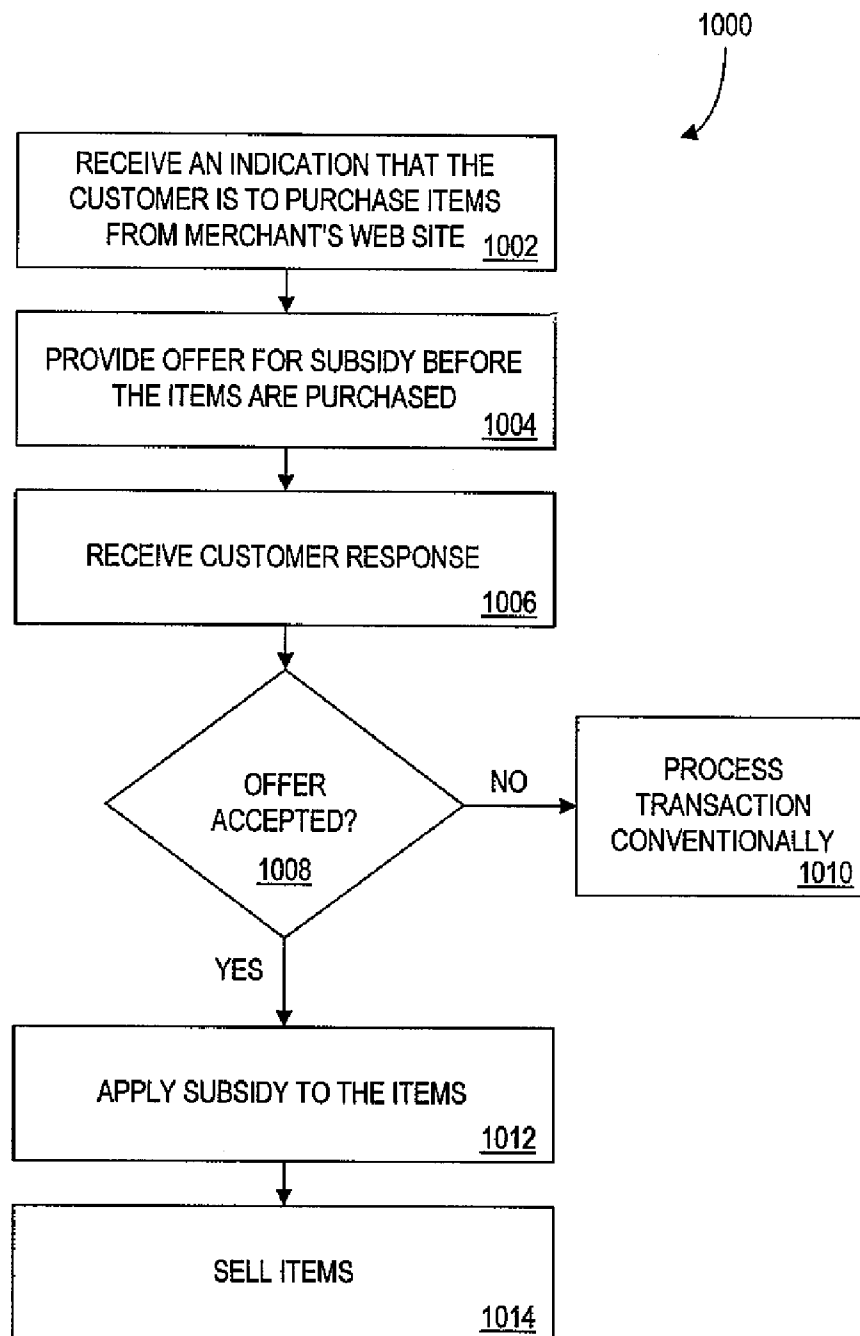 1000
RECEIVE AN INDICATION THAT THE
CUSTOMER IS TO PURCHASE ITEMS
FROM MERCHANT'S WEB SITE
1002
PROVIDE OFFER FOR SUBSIDY BEFORE
THE ITEMS ARE PURCHASED
1004
RECEIVE CUSTOMER RESPONSE
1006
OFFER
ACCEPTED?
1008
NO
PROCESS
TRANSACTION
CONVENTIONALLY
1010
YES
APPLY SUBSIDY TO THE ITEMS
1012
SELL ITEMS
1014